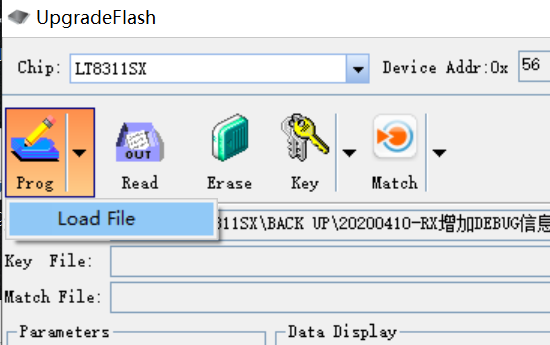 UpgradeFlash
Chip: LT8311SX Device Addr:0x 56
Prog Read Erase Key Match
OUT
Load File
311SX\BACK UP\20200410-RX增加DEBUG信息
Key File:
Match File:
Parameters Data Display